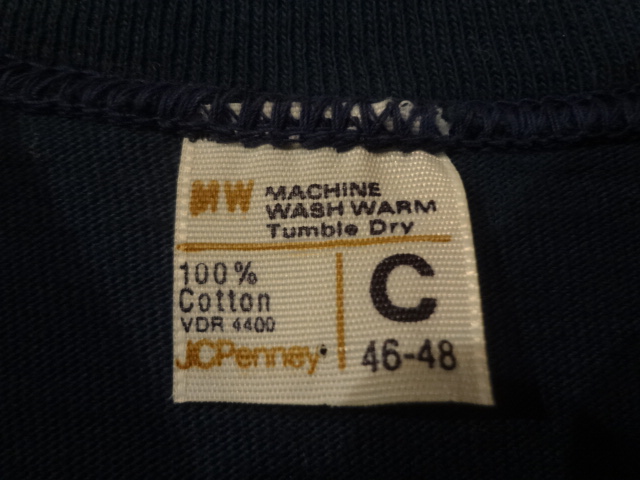 MW MACHINE
WASH WARM
Tumble Dry
100%
Cotton
VDR 4400
JCPenney
C
46-48